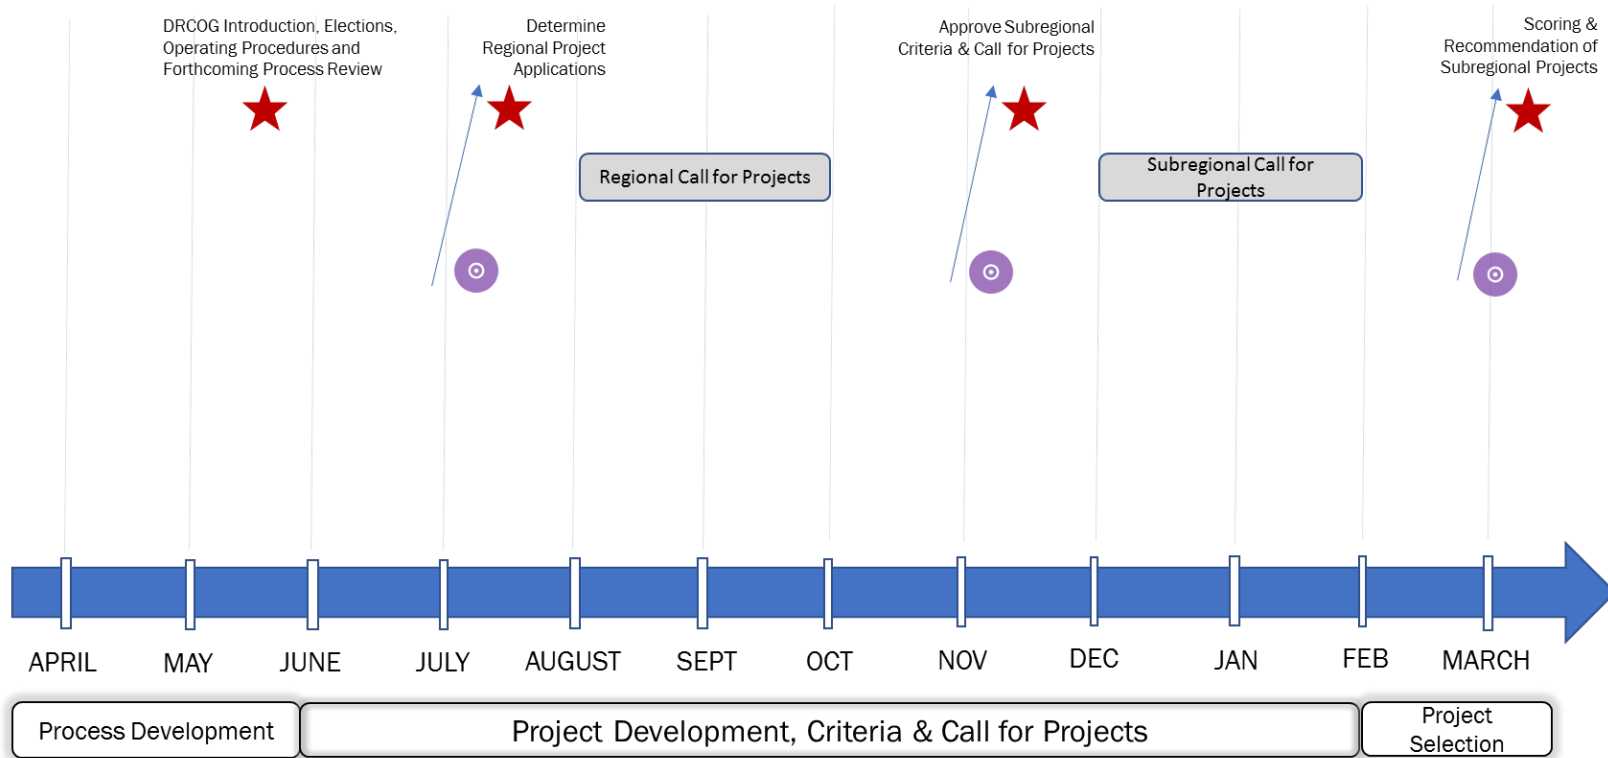 DRCOG Introduction, Elections,
Operating Procedures and
Forthcoming Process Review
Determine
Regional Project
Applications
Approve Subregional
Criteria & Call for Projects
Scoring &
Recommendation of
Subregional Projects
Regional Call for Projects
Subregional Call for
Projects
APRIL
MAY
JUNE
JULY
AUGUST
SEPT
OCT
NOV
DEC
JAN
FEB
MARCH
Process Development
Project Development, Criteria & Call for Projects
Project
Selection